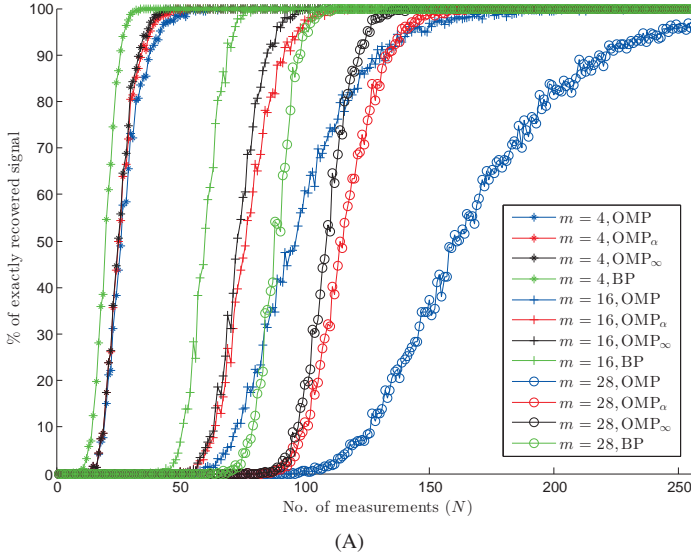 100
90
80
70
60
50
40
30
20
10
0
% of exactly recovered signal
0
50
100
150
200
250
No. of measurements (N)
m = 4, OMP
m = 4, OMPα
m = 4, OMP∞
m = 4, BP
m = 16, OMP
m = 16, OMPα
m = 16, OMP∞
m = 16, BP
m = 28, OMP
m = 28, OMPα
m = 28, OMP∞
m = 28, BP
(A)